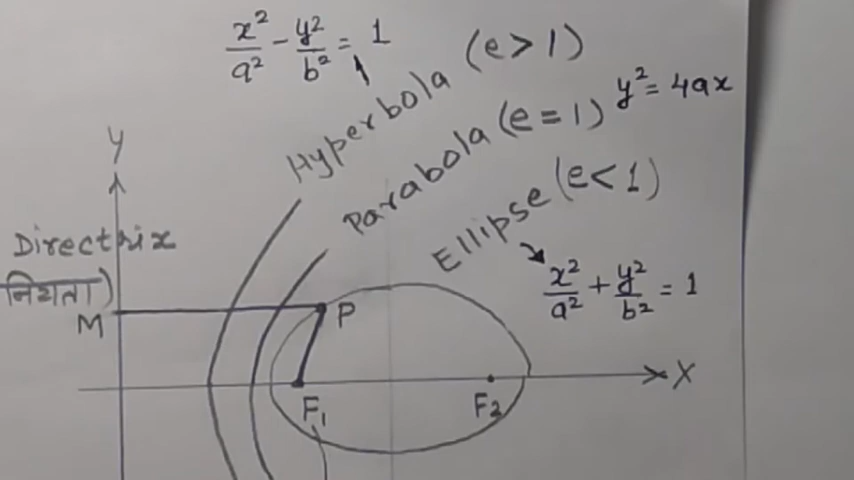 x²/a² - y²/b² = 1
Hyperbola (e > 1)
Parabola (e = 1) y² = 4ax
Ellipse (e < 1)
x²/a² + y²/b² = 1
Y
Directrix
नियता)
M
P
X
F₁
F₂